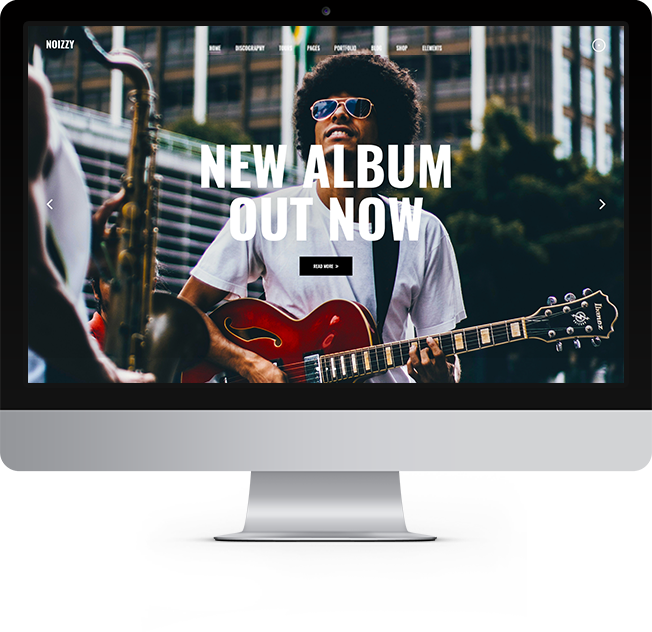 NOIZZY
HOME DISCOGRAPHY TOURS PAGES PORTFOLIO BLOG SHOP ELEMENTS
NEW ALBUM
OUT NOW
READ MORE >
Ibanez